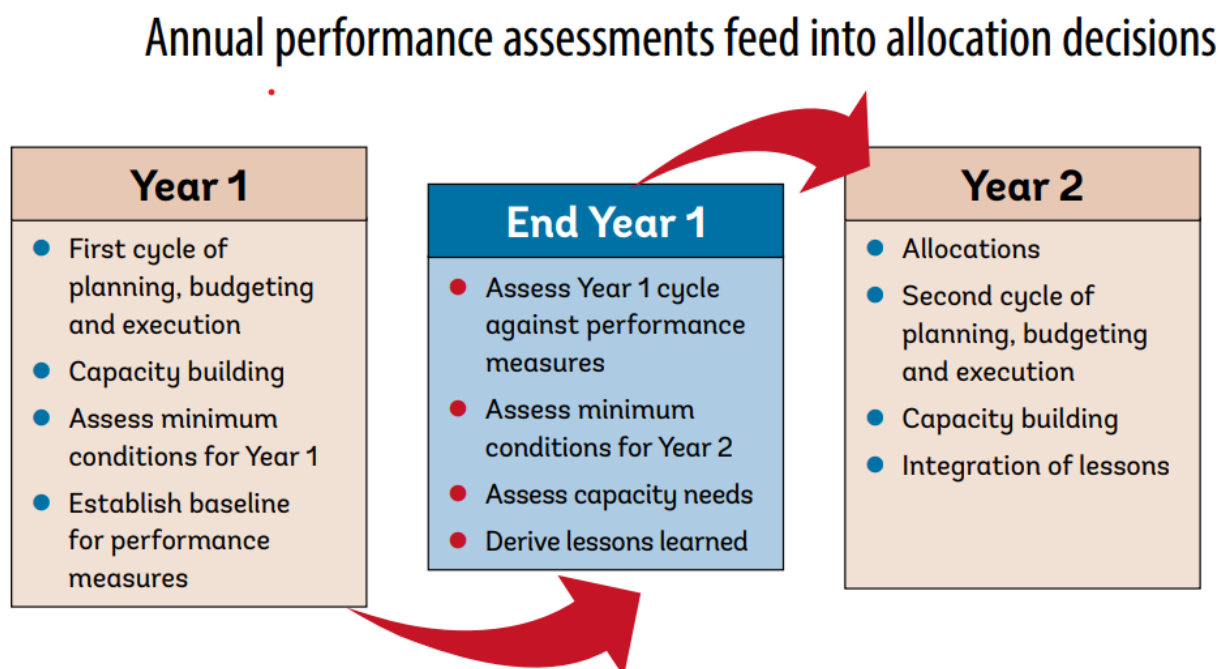 Annual performance assessments feed into allocation decisions
Year 1
First cycle of
planning, budgeting
and execution
Capacity building
Assess minimum
conditions for Year 1
Establish baseline
for performance
measures
End Year 1
Assess Year 1 cycle
against performance
measures
Assess minimum
conditions for Year 2
Assess capacity needs
Derive lessons learned
Year 2
Allocations
Second cycle of
planning, budgeting
and execution
Capacity building
Integration of lessons